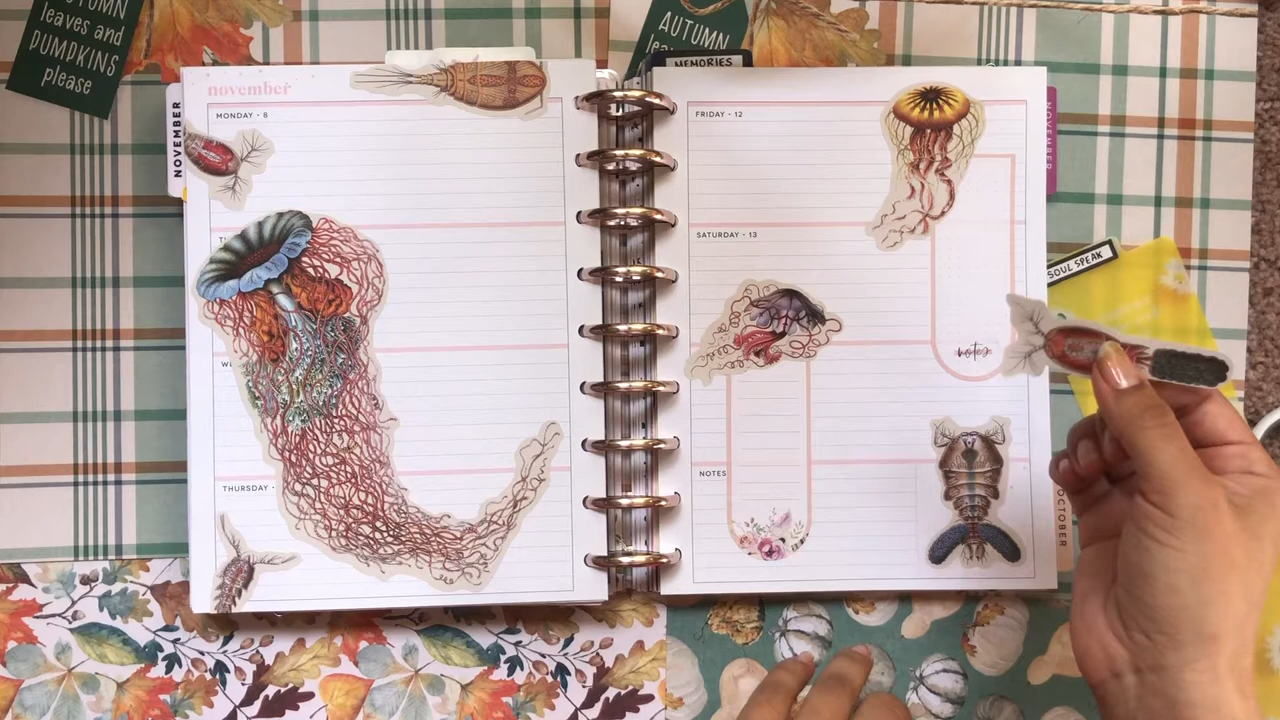 AUTUMN
leaves and
PUMPKINS
please
AUTUMN
MEMORIES
NOVEMBER
november
MONDAY • 8
THURSDAY •
FRIDAY • 12
SATURDAY • 13
notes
NOTES
NOVEMBER
SOUL SPEAK
OCTOBER